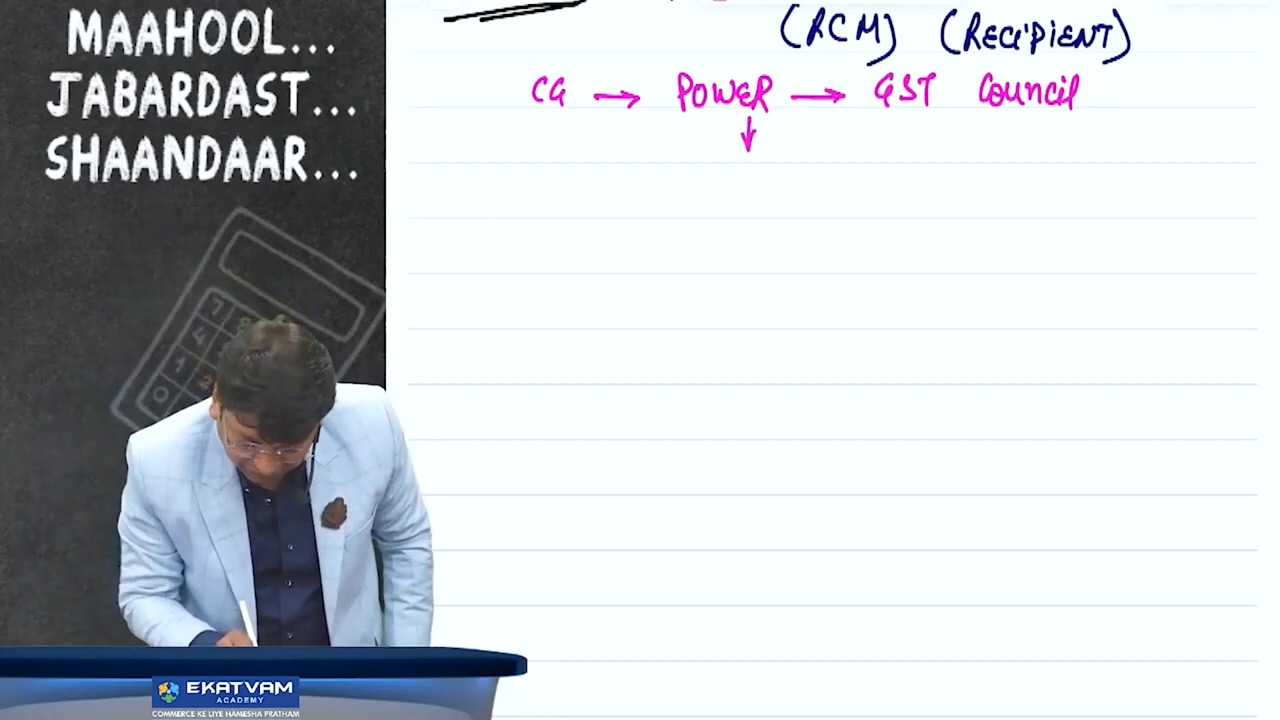 MAAHOOL...
JABARDAST...
SHAANDAAR...
(RCM) (RECIPIENT)
CG → POWER → GST Council
↓
EKATVAM
ACADEMY
COMMERCE KE LIYE HAMESHA PRATHAM